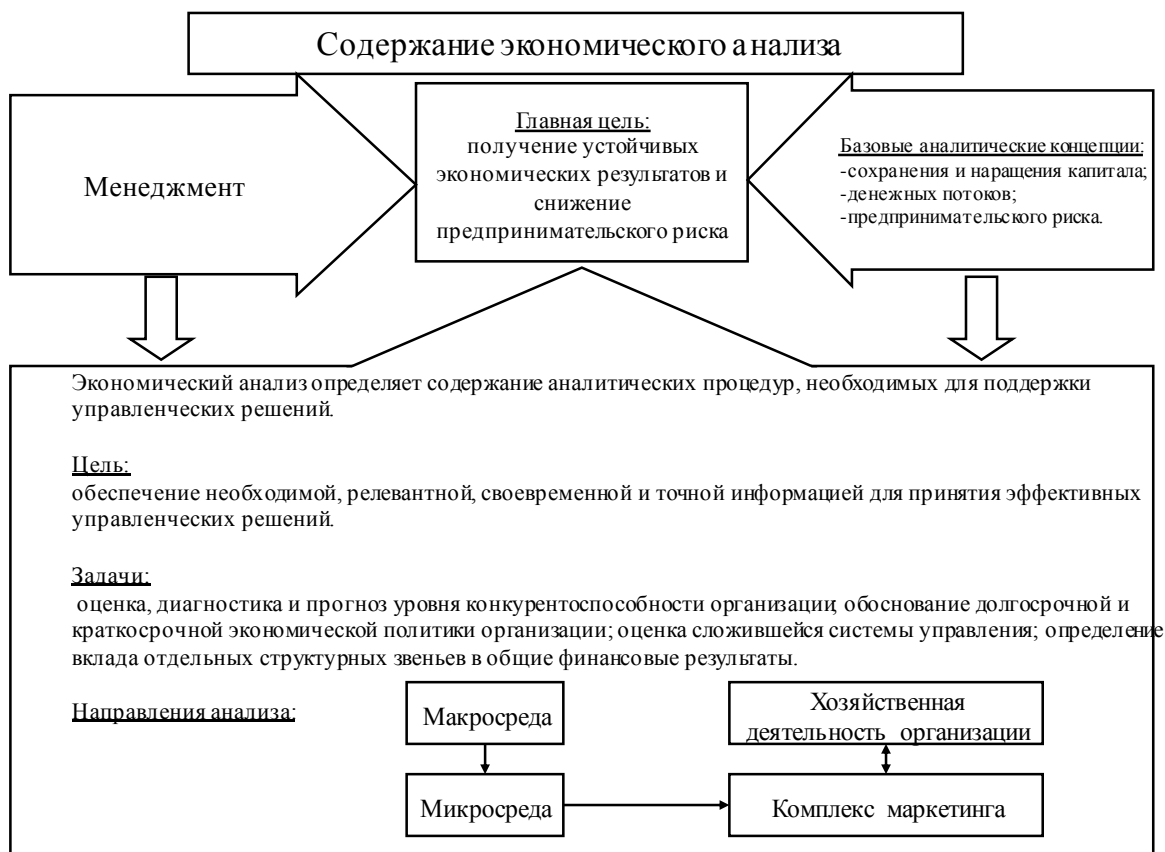 Содержание экономического анализа
Менеджмент
Главная цель:
получение устойчивых
экономических результатов и
снижение
предпринимательского риска
Базовые аналитические концепции:
-сохранения и наращения капитала;
-денежных потоков;
-предпринимательского риска.
Экономический анализ определяет содержание аналитических процедур, необходимых для поддержки
управленческих решений.
Цель:
обеспечение необходимой, релевантной, своевременной и точной информацией для принятия эффективных
управленческих решений.
Задачи:
оценка, диагностика и прогноз уровня конкурентоспособности организации; обоснование долгосрочной и
краткосрочной экономической политики организации; оценка сложившейся системы управления; определение
вклада отдельных структурных звеньев в общие финансовые результаты.
Направления анализа:
Макросреда
Хозяйственная
деятельность организации
Микросреда
Комплекс маркетинга